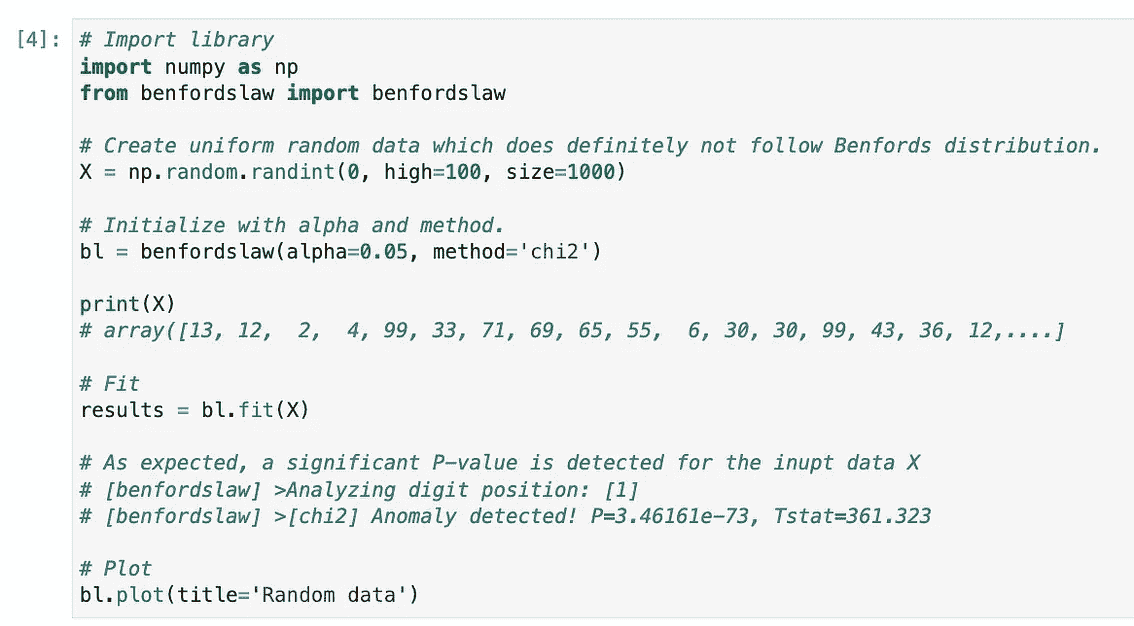 [4]: # Import library
import numpy as np
from benfordslaw import benfordslaw
# Create uniform random data which does definitely not follow Benfords distribution.
X = np.random.randint(0, high=100, size=1000)
# Initialize with alpha and method.
bl = benfordslaw(alpha=0.05, method='chi2')
print(X)
# array([13, 12,  2,  4, 99, 33, 71, 69, 65, 55,  6, 30, 30, 99, 43, 36, 12,....]
# Fit
results = bl.fit(X)
# As expected, a significant P-value is detected for the inupt data X
# [benfordslaw] >Analyzing digit position: [1]
# [benfordslaw] >[chi2] Anomaly detected! P=3.46161e-73, Tstat=361.323
# Plot
bl.plot(title='Random data')